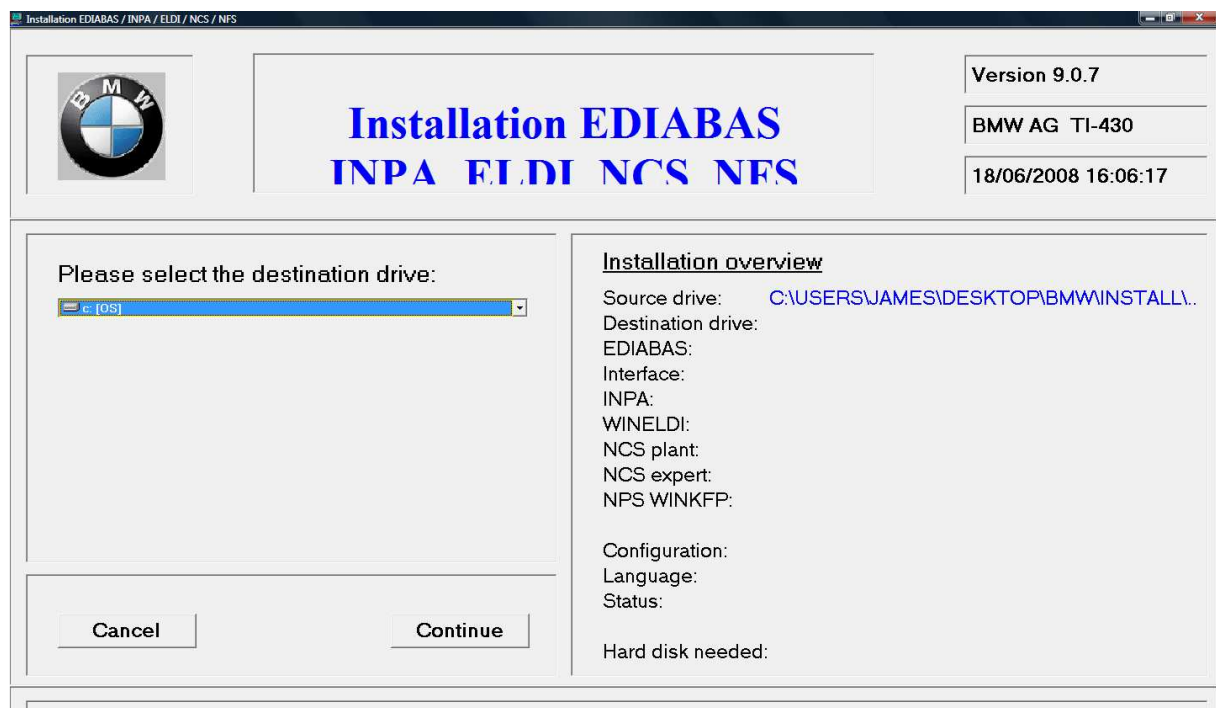 Installation EDIABAS / INPA / ELDI / NCS / NFS
BMW
Installation EDIABAS
INPA ELDI NCS NFS
Version 9.0.7
BMW AG TI-430
18/06/2008 16:06:17
Please select the destination drive:
c: [OS]
Cancel
Continue
Installation overview
Source drive: C:\USERS\JAMES\DESKTOP\BMW\INSTALL\..
Destination drive:
EDIABAS:
Interface:
INPA:
WINELDI:
NCS plant:
NCS expert:
NPS WINKFP:
Configuration:
Language:
Status:
Hard disk needed: